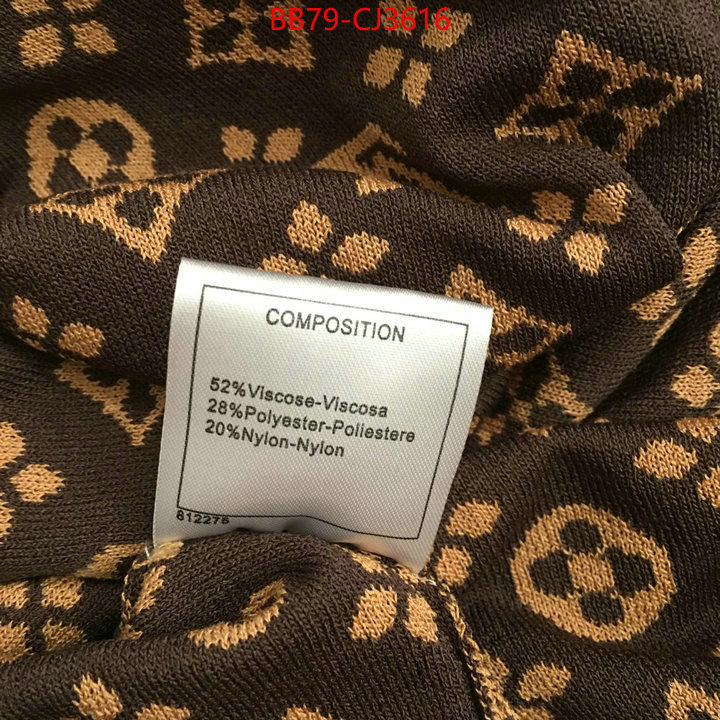 BB79-CJ3616
COMPOSITION
52%Viscose-Viscosa
28%Polyester-Poliestere
20%Nylon-Nylon
812275